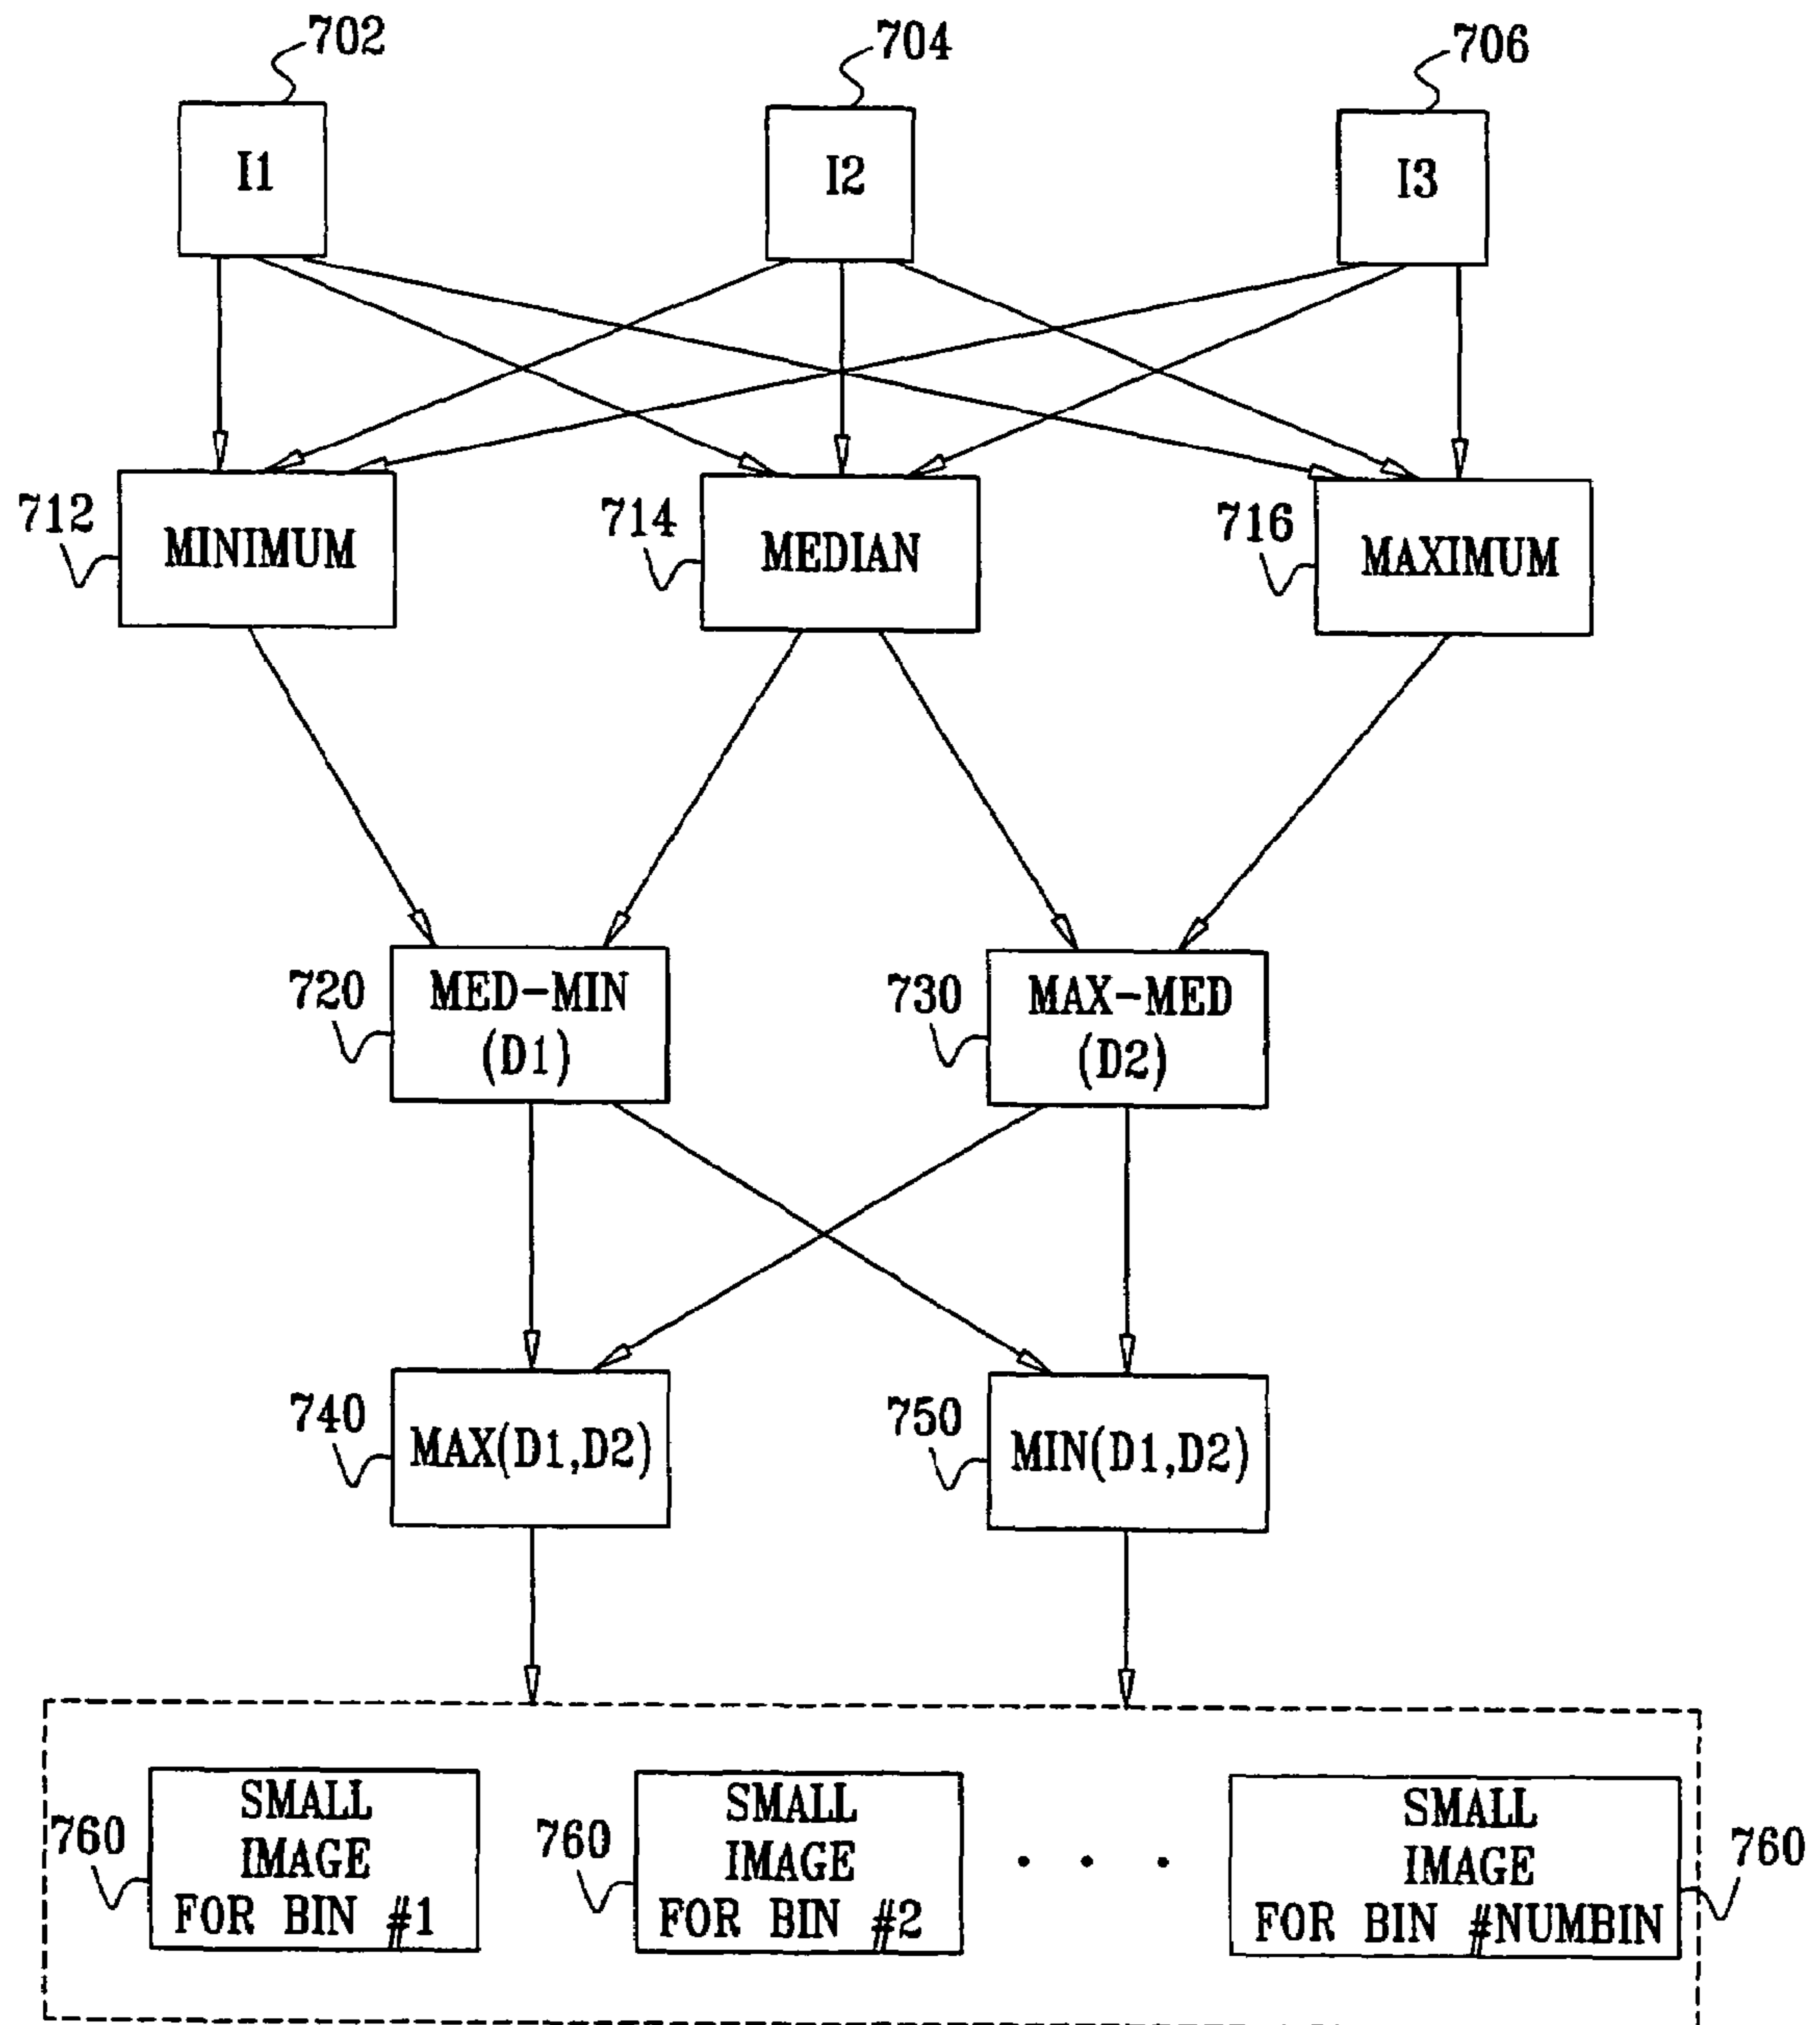 702
704
706
I1
I2
I3
712
MINIMUM
714
MEDIAN
716
MAXIMUM
720
MED-MIN
(D1)
730
MAX-MED
(D2)
740
MAX(D1,D2)
750
MIN(D1,D2)
760
SMALL
IMAGE
FOR BIN #1
760
SMALL
IMAGE
FOR BIN #2
. . .
SMALL
IMAGE
FOR BIN #NUMBIN
760